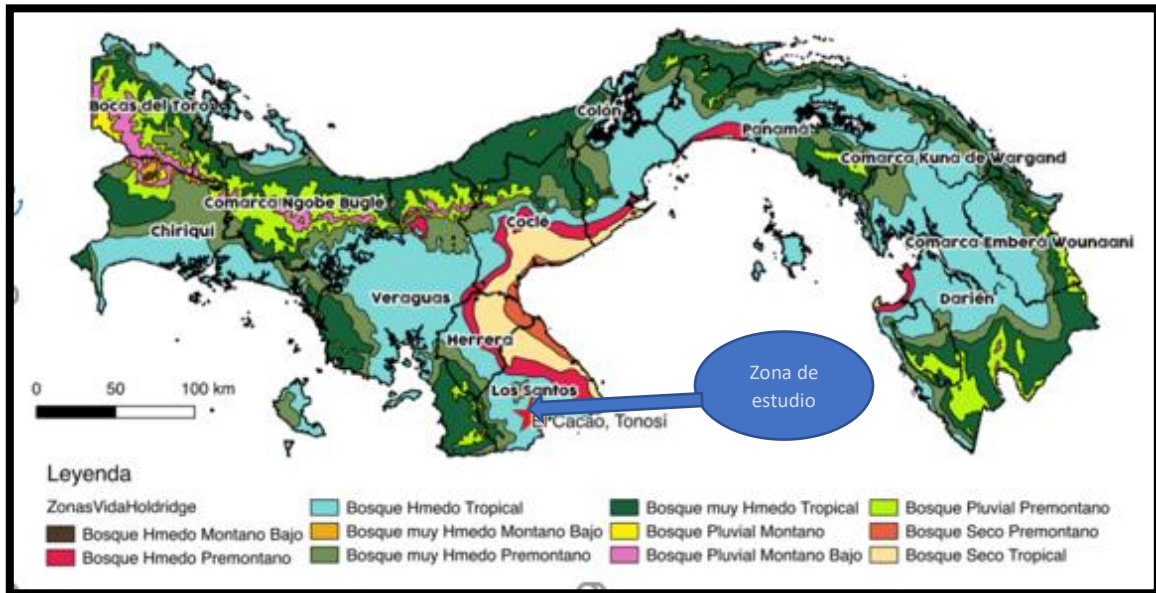 Bocas del Toro
Colón
Panamá
Comarca Kuna de Wargand
Comarca Ngobe Bugle
Coclé
Chiriqui
Comarca Embera Wounaani
Veraguas
Darién
Herrera
Zona de
estudio
0 50 100 km
Los Santos
El Cacao, Tonosi
Leyenda
ZonasVidaHoldridge
Bosque Hmedo Montano Bajo
Bosque Hmedo Premontano
Bosque Hmedo Tropical
Bosque muy Hmedo Montano Bajo
Bosque muy Hmedo Premontano
Bosque muy Hmedo Tropical
Bosque Pluvial Montano
Bosque Pluvial Montano Bajo
Bosque Pluvial Premontano
Bosque Seco Premontano
Bosque Seco Tropical